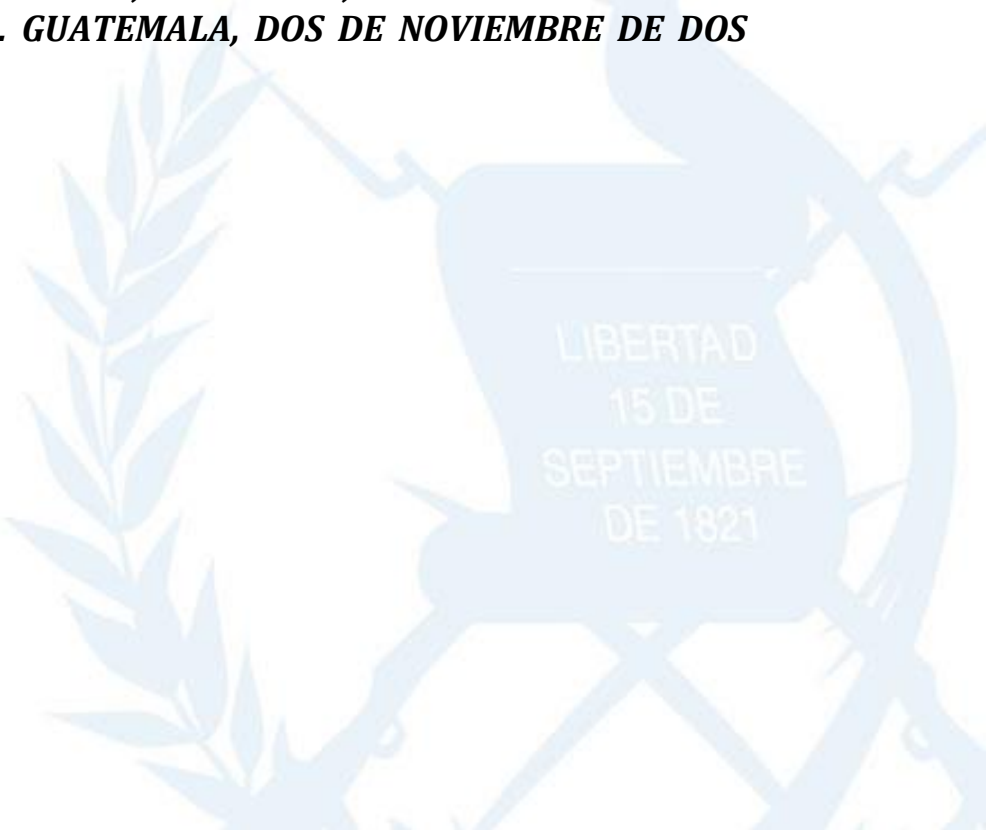 . GUATEMALA, DOS DE NOVIEMBRE DE DOS
LIBERTAD
15 DE
SEPTIEMBRE
DE 1821